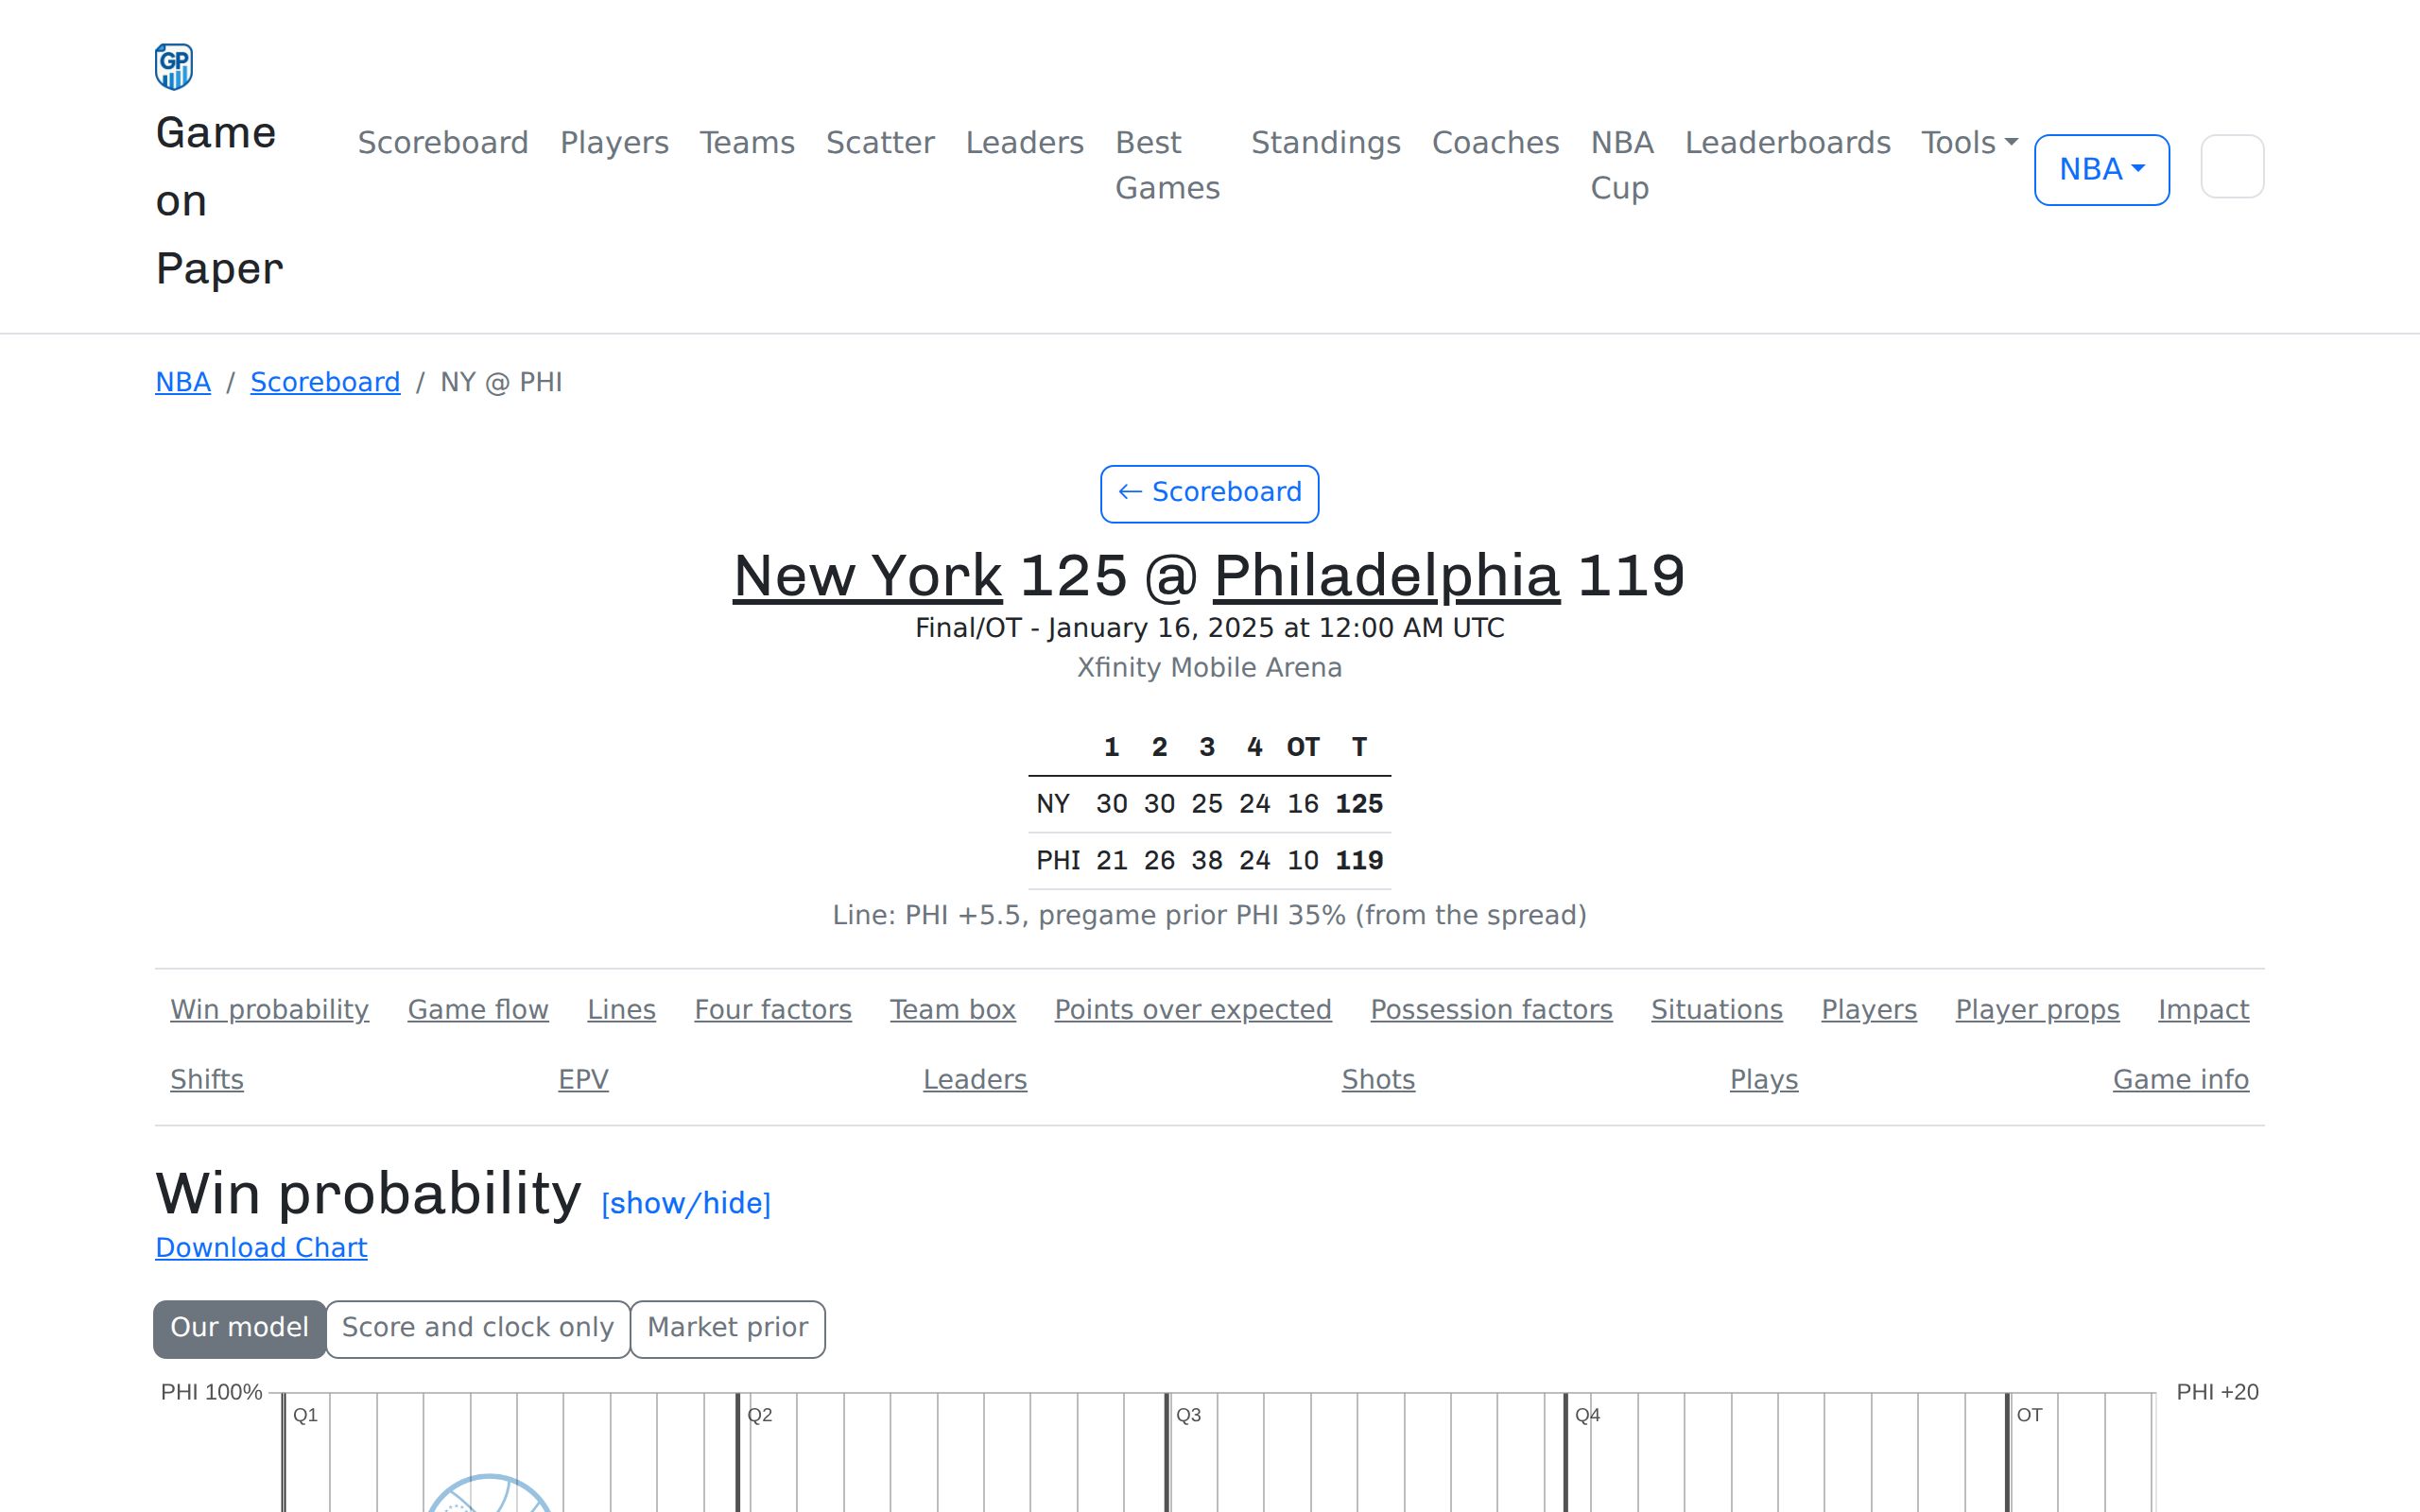 GP
Game
on
Paper
Scoreboard Players Teams Scatter Leaders Best Games Standings Coaches NBA Cup Leaderboards Tools
NBA
NBA / Scoreboard / NY @ PHI
← Scoreboard
New York 125 @ Philadelphia 119
Final/OT - January 16, 2025 at 12:00 AM UTC
Xfinity Mobile Arena
1 2 3 4 OT T
NY 30 30 25 24 16 125
PHI 21 26 38 24 10 119
Line: PHI +5.5, pregame prior PHI 35% (from the spread)
Win probability Game flow Lines Four factors Team box Points over expected Possession factors Situations Players Player props Impact
Shifts EPV Leaders Shots Plays Game info
Win probability [show/hide]
Download Chart
Our model Score and clock only Market prior
PHI 100% PHI +20
Q1 Q2 Q3 Q4 OT